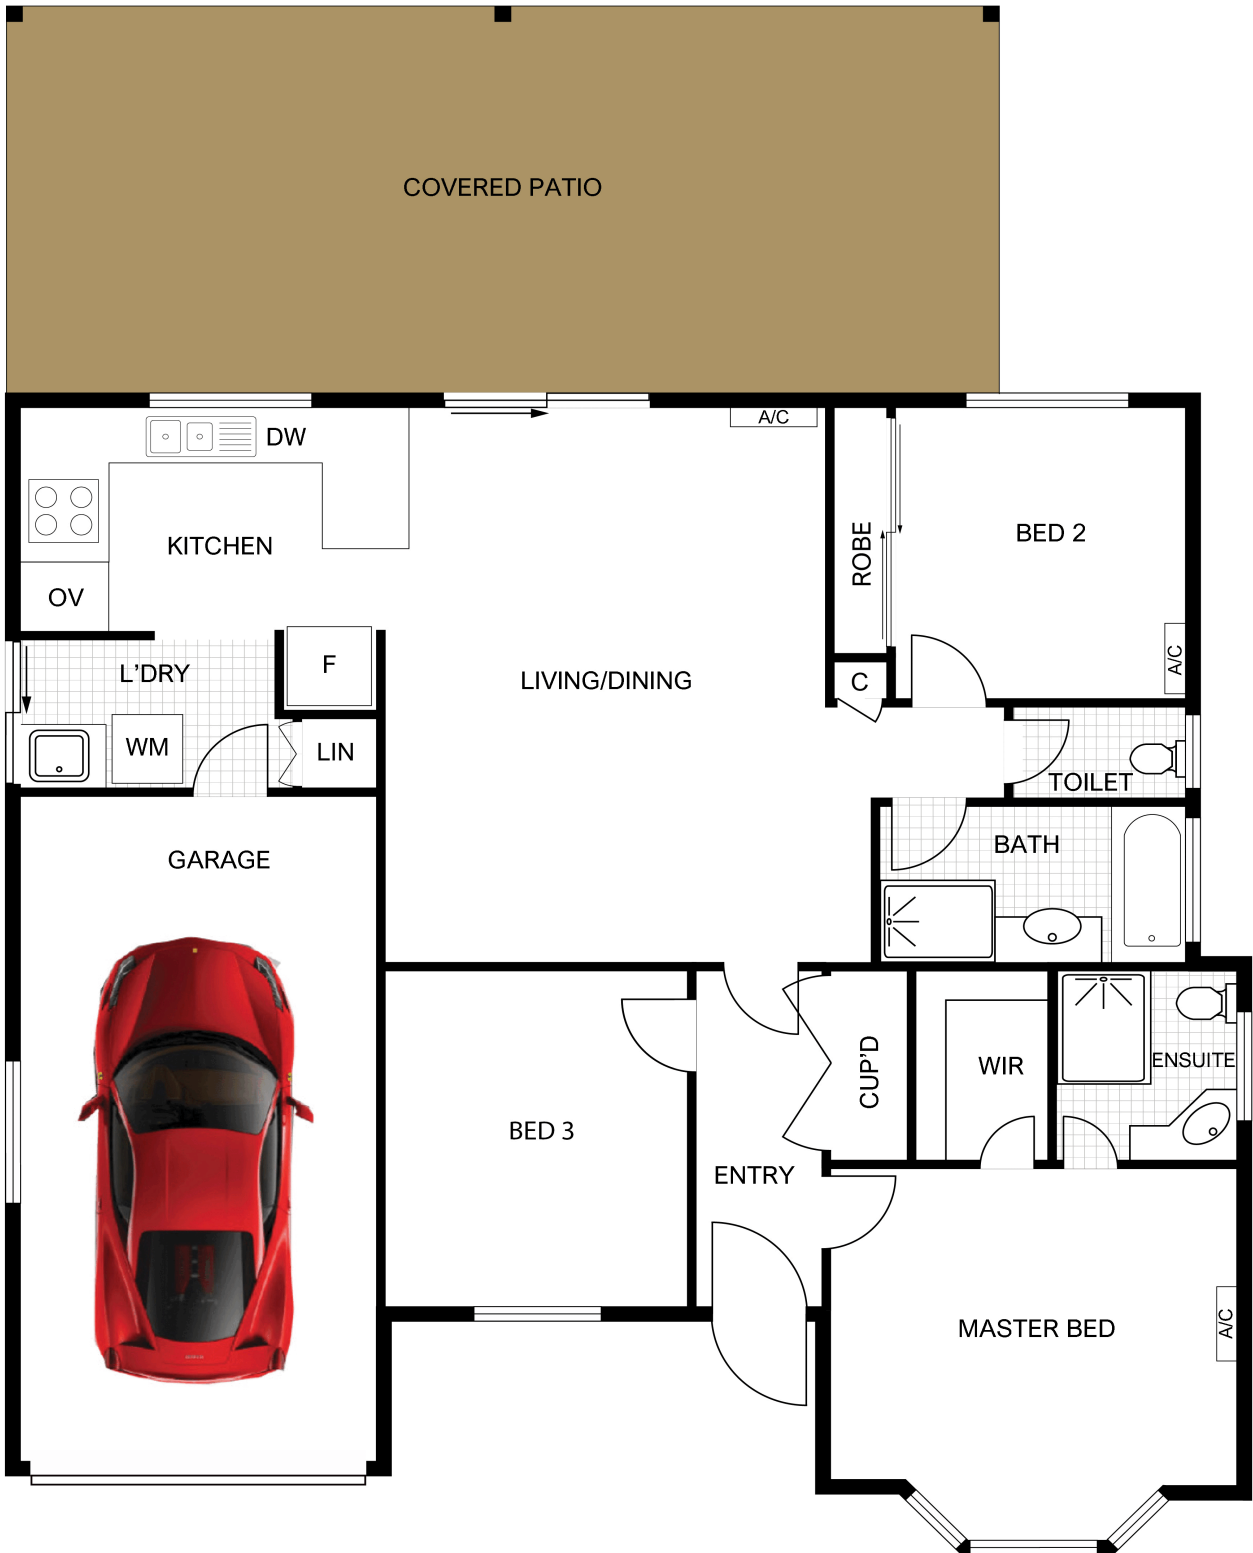 COVERED PATIO
A/C
DW
KITCHEN
ROBE
BED 2
OV
L'DRY
F
LIVING/DINING
C
A/C
WM
LIN
TOILET
GARAGE
BATH
CUP'D
WIR
ENSUITE
BED 3
ENTRY
MASTER BED
A/C